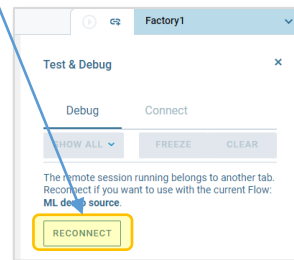 Factory1
Test & Debug
×
Debug Connect
SHOW ALL FREEZE CLEAR
The remote session running belongs to another tab.
Reconnect if you want to use with the current Flow:
ML demo source.
RECONNECT